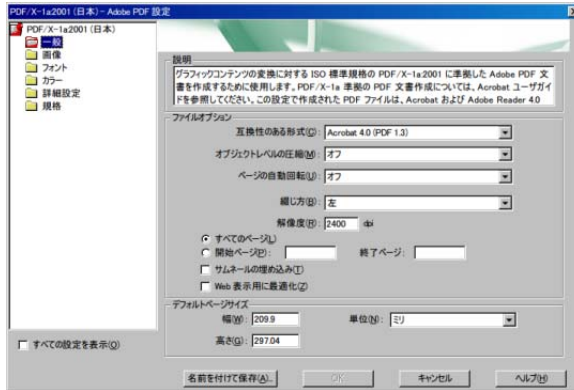 PDF/X-1a:2001 (日本) - Adobe PDF 設定
PDF/X-1a:2001 (日本)
一般
画像
フォント
カラー
詳細設定
規格
説明
グラフィックコンテンツの変換に対する ISO 標準規格の PDF/X-1a:2001 に準拠した Adobe PDF 文
書を作成するために使用します。PDF/X-1a 準拠の PDF 文書作成については、Acrobat ユーザガイ
ドを参照してください。この設定で作成された PDF ファイルは、Acrobat および Adobe Reader 4.0
ファイルオプション
互換性のある形式(C): Acrobat 4.0 (PDF 1.3)
オブジェクトレベルの圧縮(J): オフ
ページの自動回転(U): オフ
綴じ方(B): 左
解像度(R): 2400 dpi
すべてのページ(L)
開始ページ(P): 終了ページ:
サムネールの埋め込み(T)
Web 表示用に最適化(Z)
デフォルトページサイズ
幅(W): 209.9 単位(N): ミリ
高さ(G): 297.04
すべての設定を表示(O)
名前を付けて保存(A)... OK キャンセル ヘルプ(H)